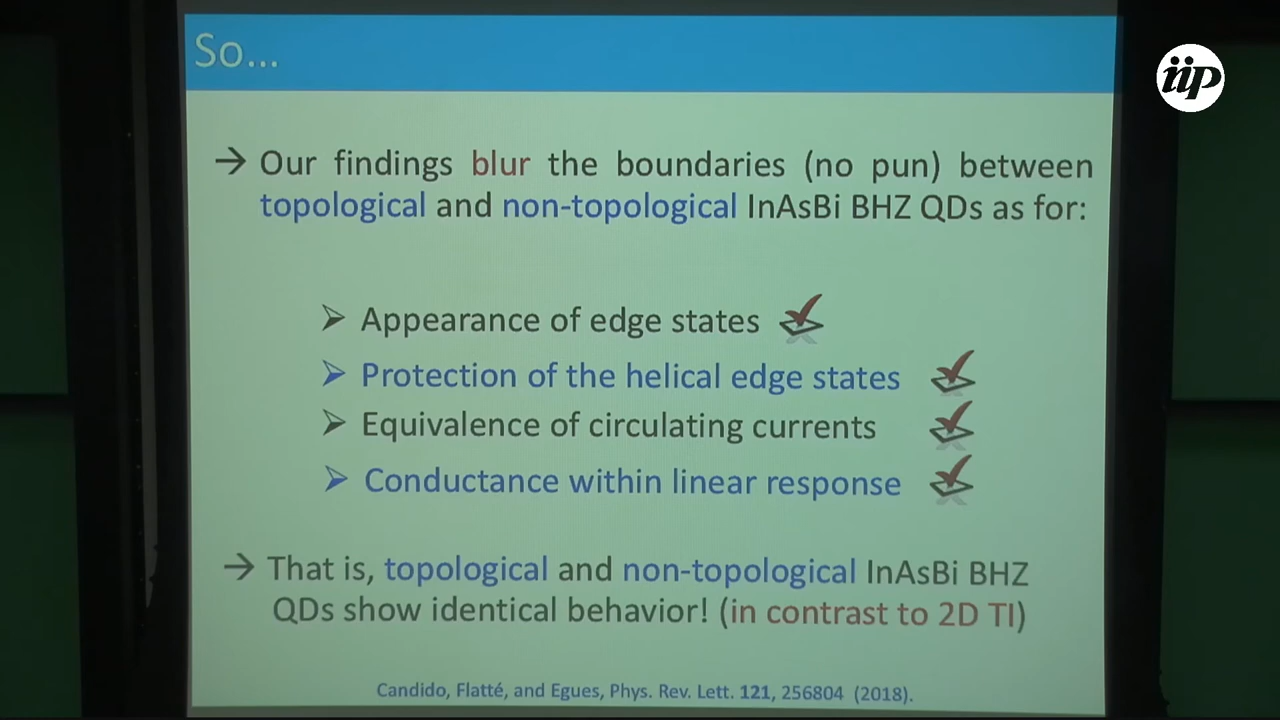 So...
iip
→ Our findings blur the boundaries (no pun) between
topological and non-topological InAsBi BHZ QDs as for:
➢ Appearance of edge states
➢ Protection of the helical edge states
➢ Equivalence of circulating currents
➢ Conductance within linear response
→ That is, topological and non-topological InAsBi BHZ
QDs show identical behavior! (in contrast to 2D TI)
Candido, Flatté, and Egues, Phys. Rev. Lett. 121, 256804 (2018).